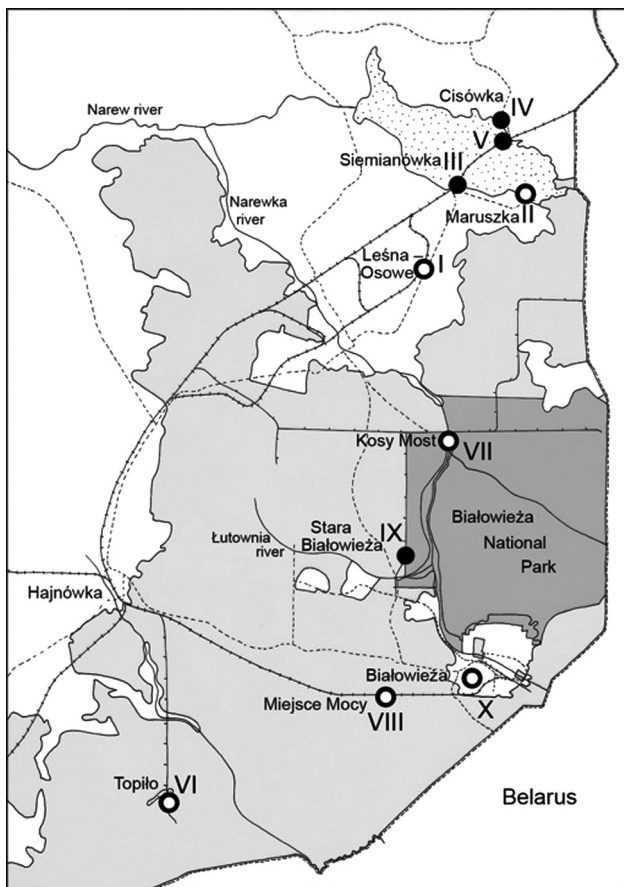 Cisówka
IV
Narew river
V
Siemianówka
III
Narewka
river
Maruszka
II
Leśna –
Osowe
I
Kosy Most
VII
IX
Stara
Białowieża
Łutownia
river
Białowieża
National
Park
Hajnówka
Białowieża
Miejsce Mocy
VIII
X
Topiło
VI
Belarus